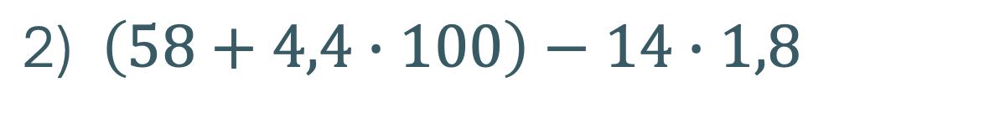 2) (58 + 4,4 · 100) − 14 · 1,8